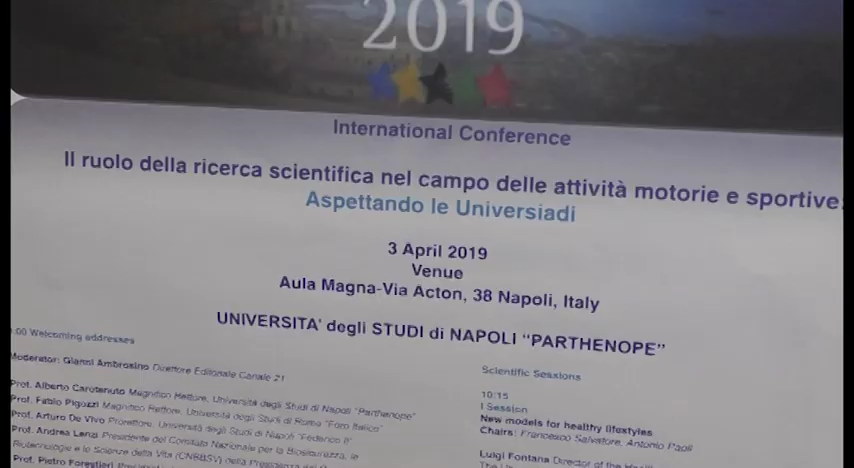 2019
International Conference
Il ruolo della ricerca scientifica nel campo delle attività motorie e sportive:
Aspettando le Universiadi
3 April 2019
Venue
Aula Magna-Via Acton, 38 Napoli, Italy
UNIVERSITA' degli STUDI di NAPOLI "PARTHENOPE"
.00 Welcoming addresses
Moderator: Gianni Ambrosino Direttore Editoriale Canale 21
Prof. Alberto Carotenuto Magnifico Rettore, Università degli Studi di Napoli "Parthenope"
Prof. Fabio Pigozzi Magnifico Rettore, Università degli Studi di Roma "Foro Italico"
Prof. Arturo De Vivo Prorettore, Università degli Studi di Napoli "Federico II"
Prof. Andrea Lenzi Presidente del Comitato Nazionale per la Biosicurezza, le
Biotecnologie e le Scienze della Vita (CNBBSV) della Presidenza del
Prof. Pietro Forestieri
Scientific Sessions
10:15
I Session
New models for healthy lifestyles
Chairs: Francesco Salvatore, Antonio Paoli
Luigi Fontana Director of the